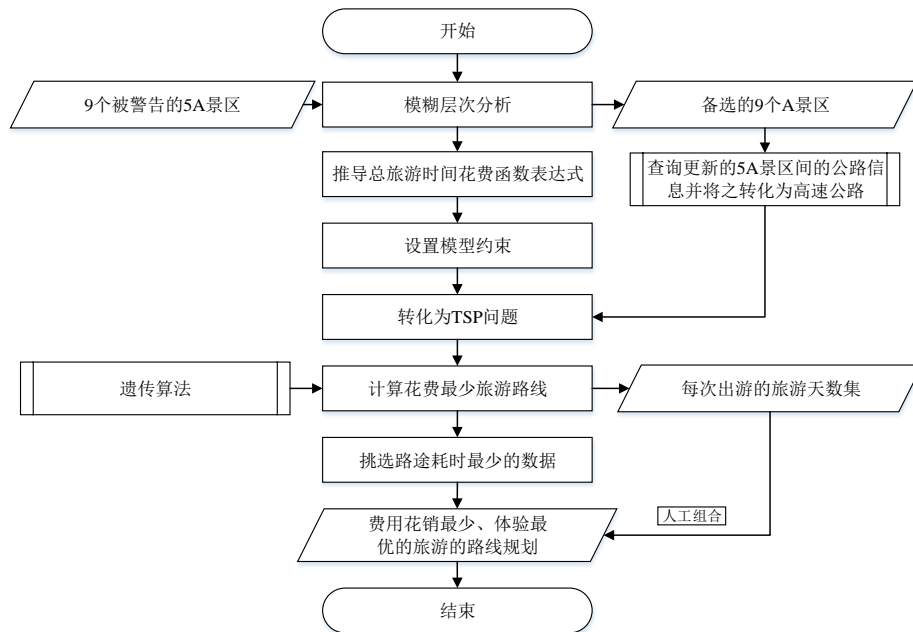 开始
9个被警告的5A景区
模糊层次分析
备选的9个A景区
推导总旅游时间花费函数表达式
查询更新的5A景区间的公路信
息并将之转化为高速公路
设置模型约束
转化为TSP问题
遗传算法
计算花费最少旅游路线
每次出游的旅游天数集
挑选路途耗时最少的数据
人工组合
费用花销最少、体验最
优的旅游的路线规划
结束